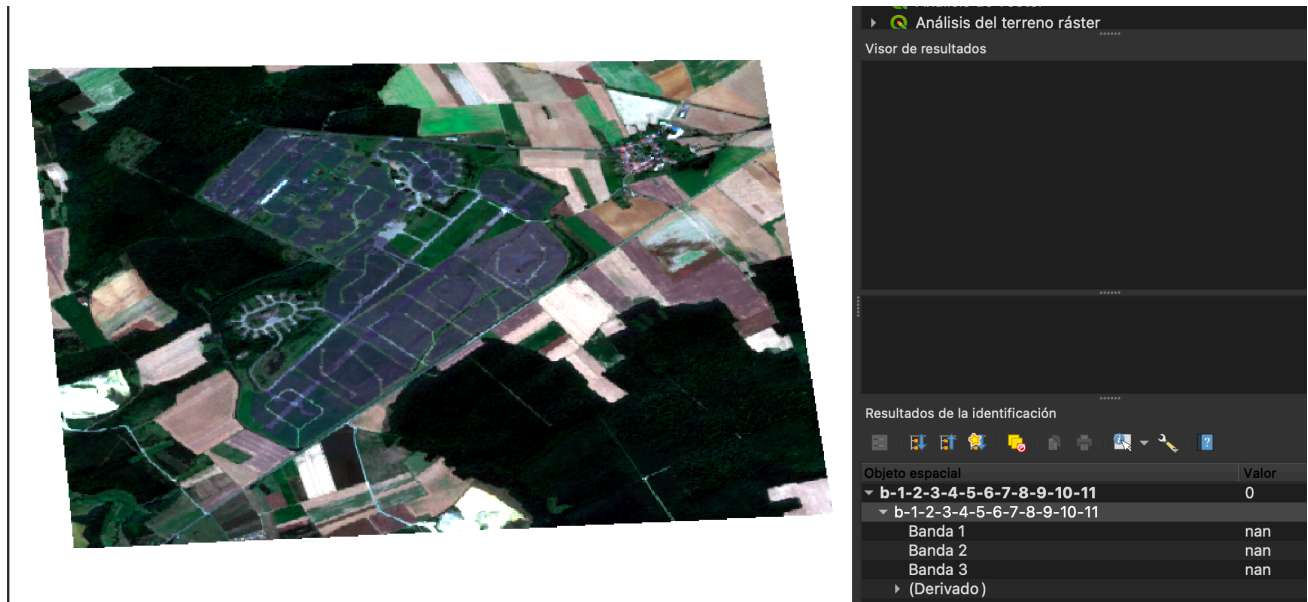 Análisis del terreno ráster
Visor de resultados
Resultados de la identificación
Objeto espacial Valor
b-1-2-3-4-5-6-7-8-9-10-11 0
b-1-2-3-4-5-6-7-8-9-10-11
Banda 1 nan
Banda 2 nan
Banda 3 nan
(Derivado)